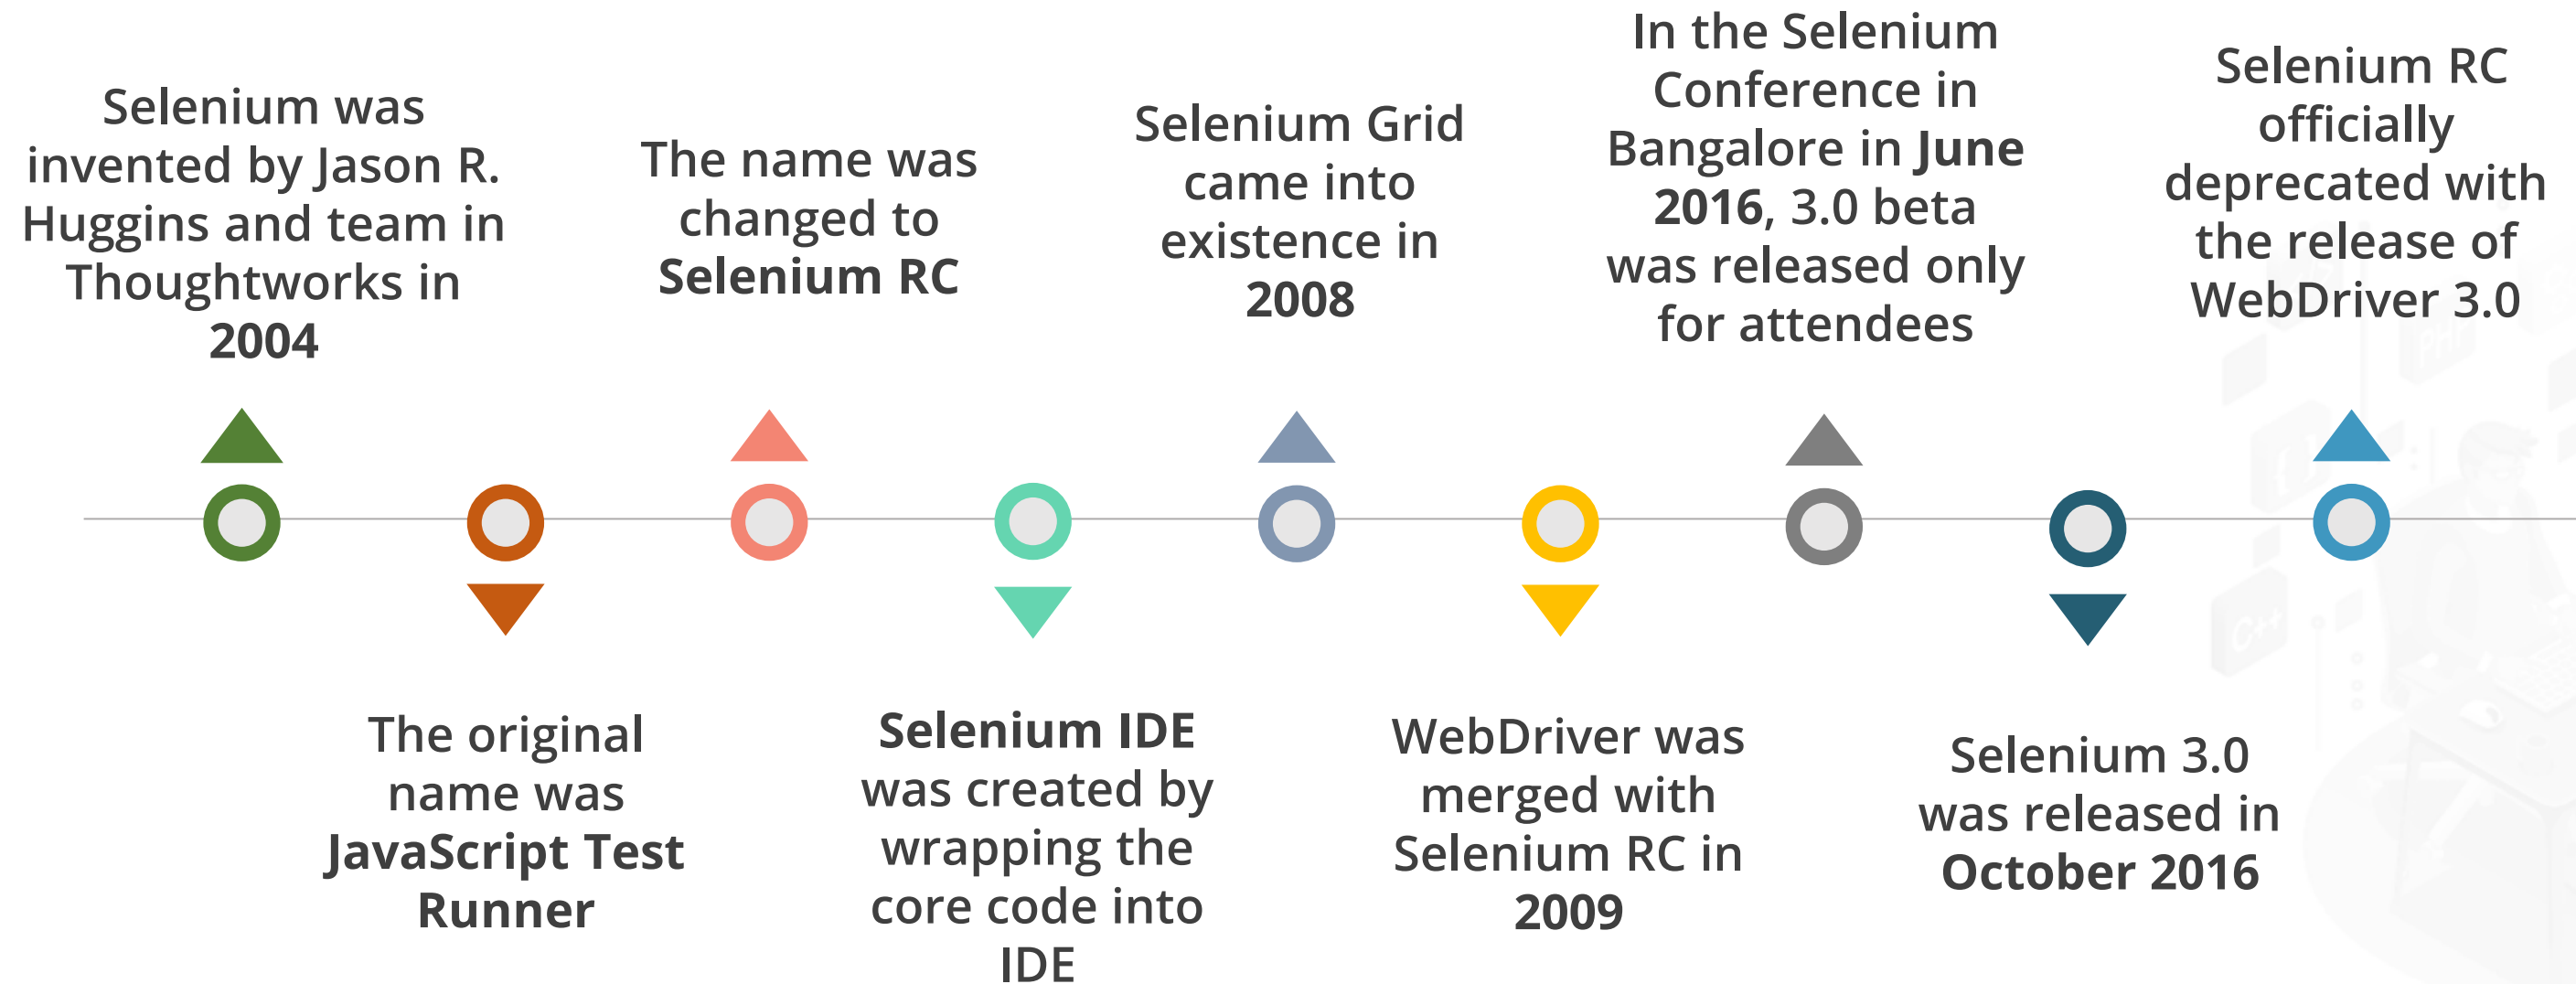 Selenium was
invented by Jason R.
Huggins and team in
Thoughtworks in
2004
The original
name was
JavaScript Test
Runner
The name was
changed to
Selenium RC
Selenium IDE
was created by
wrapping the
core code into
IDE
Selenium Grid
came into
existence in
2008
WebDriver was
merged with
Selenium RC in
2009
In the Selenium
Conference in
Bangalore in June
2016, 3.0 beta
was released only
for attendees
Selenium 3.0
was released in
October 2016
Selenium RC
officially
deprecated with
the release of
WebDriver 3.0
PHP
C++